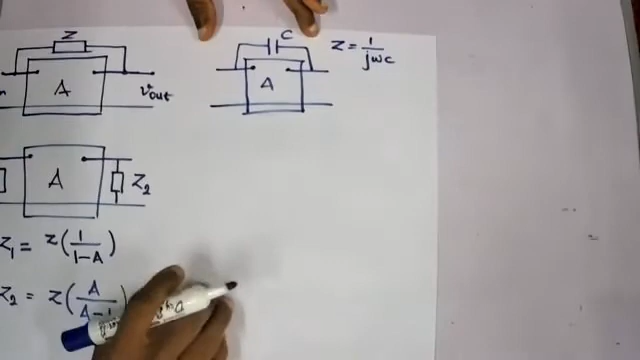 Z
A
Vout
C
A
Z = 1/jωC
A
Z2
Z1 = Z(1/1-A)
Z2 = Z(A/A-1)